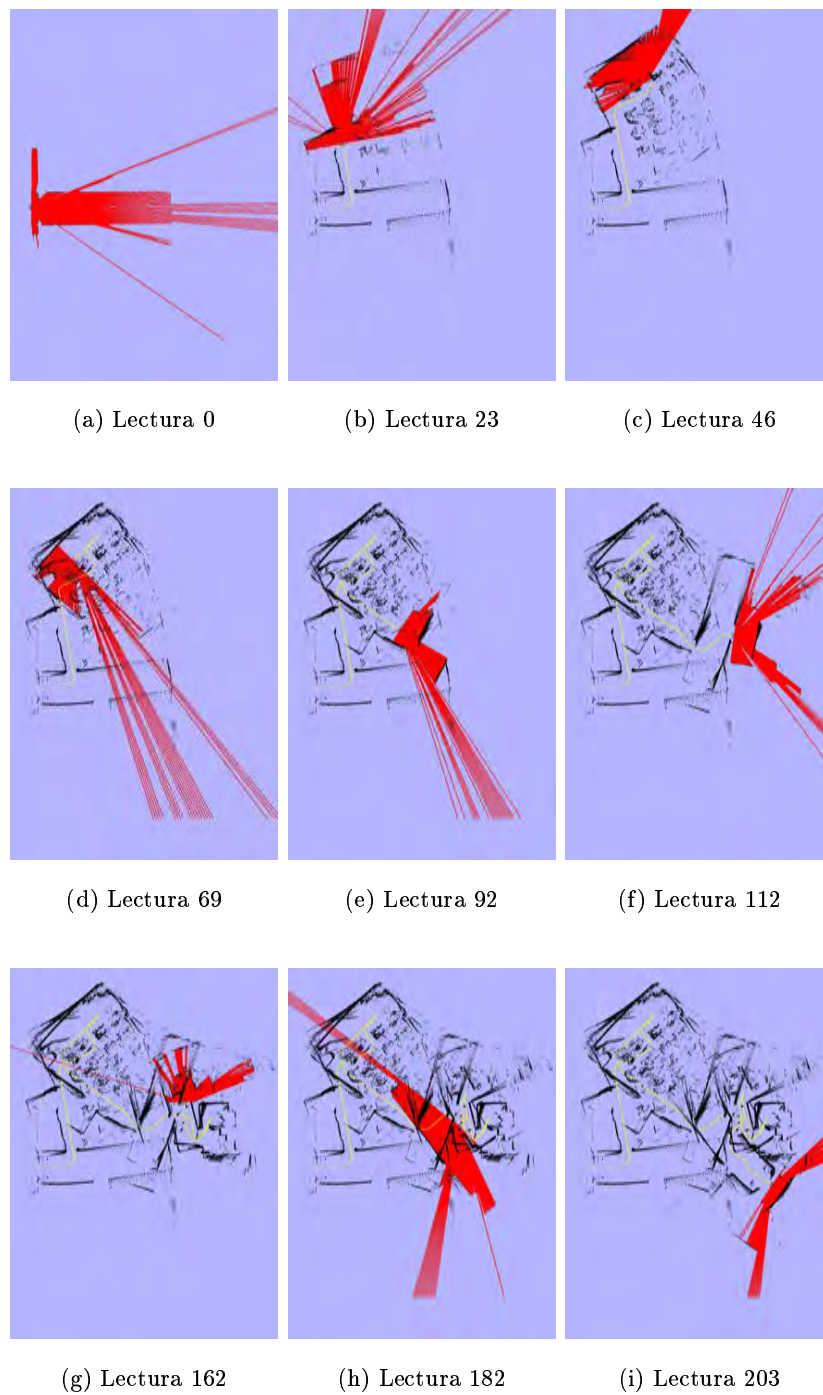 (a) Lectura 0
(b) Lectura 23
(c) Lectura 46
(d) Lectura 69
(e) Lectura 92
(f) Lectura 112
(g) Lectura 162
(h) Lectura 182
(i) Lectura 203